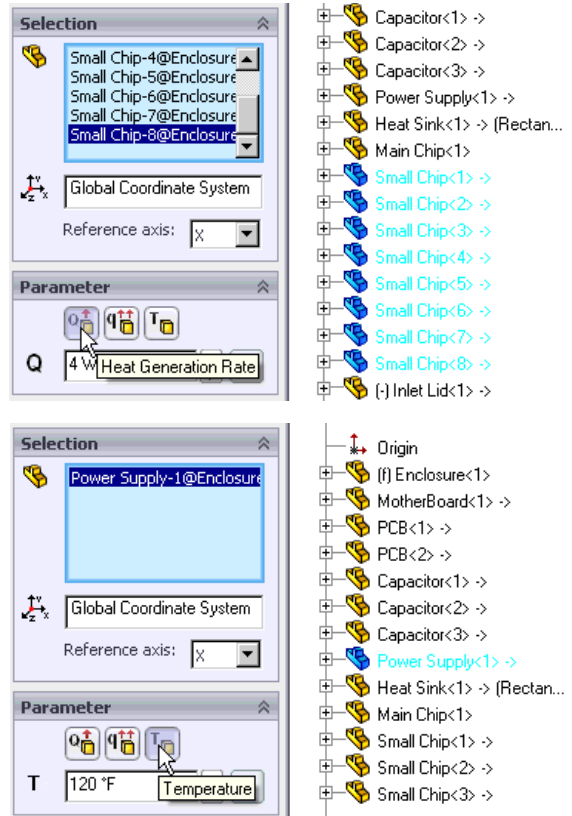 Selection
Small Chip-4@Enclosure
Small Chip-5@Enclosure
Small Chip-6@Enclosure
Small Chip-7@Enclosure
Small Chip-8@Enclosure
Global Coordinate System
Reference axis: X
Parameter
Q 4 W
Heat Generation Rate
Capacitor<1> ->
Capacitor<2> ->
Capacitor<3> ->
Power Supply<1> ->
Heat Sink<1> -> (Rectan...
Main Chip<1>
Small Chip<1> ->
Small Chip<2> ->
Small Chip<3> ->
Small Chip<4> ->
Small Chip<5> ->
Small Chip<6> ->
Small Chip<7> ->
Small Chip<8> ->
(-) Inlet Lid<1> ->
Selection
Power Supply-1@Enclosure
Global Coordinate System
Reference axis: X
Parameter
T 120 °F
Temperature
Origin
(f) Enclosure<1>
MotherBoard<1> ->
PCB<1> ->
PCB<2> ->
Capacitor<1> ->
Capacitor<2> ->
Capacitor<3> ->
Power Supply<1> ->
Heat Sink<1> -> (Rectan...
Main Chip<1>
Small Chip<1> ->
Small Chip<2> ->
Small Chip<3> ->